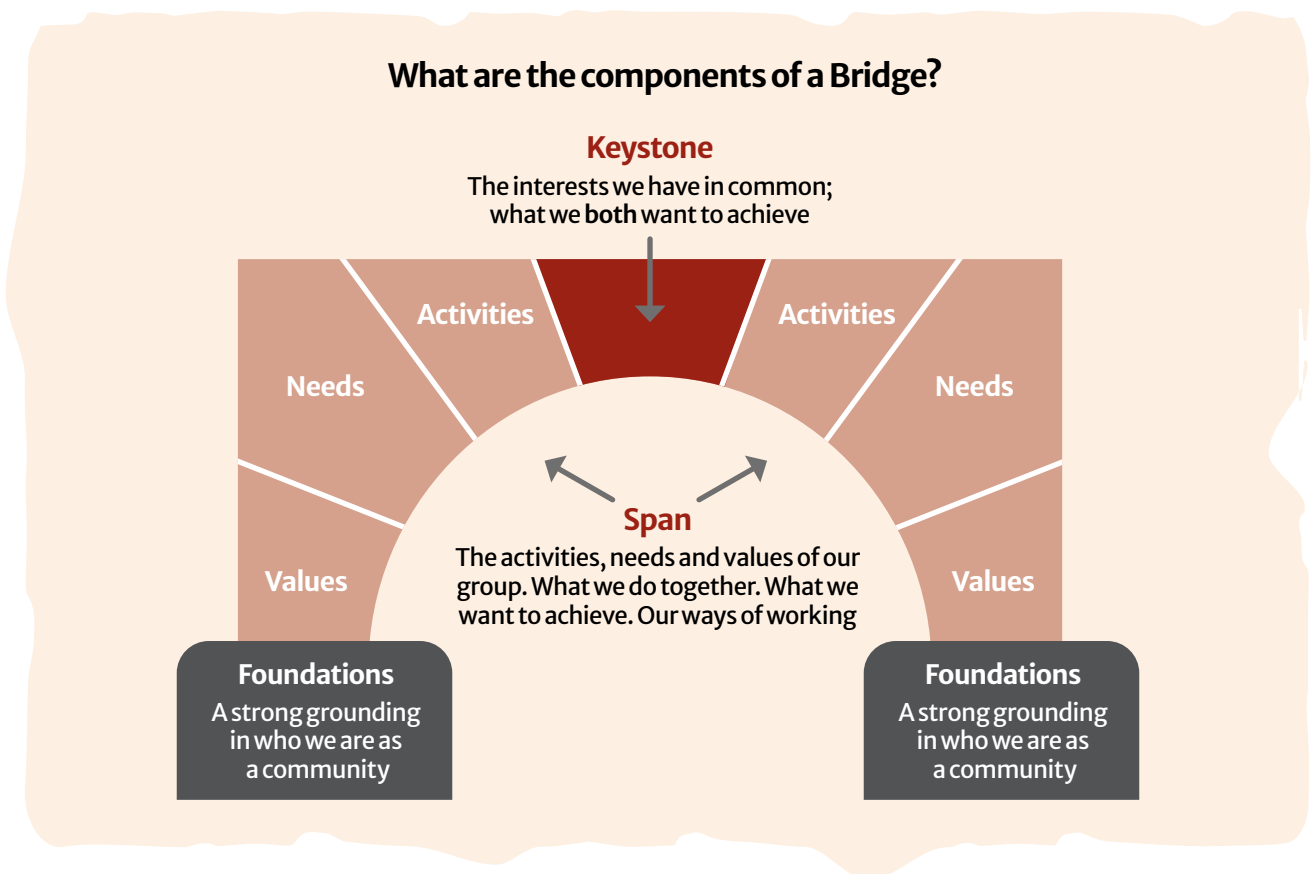 What are the components of a Bridge?
Keystone
The interests we have in common;
what we both want to achieve
Activities
Activities
Needs
Needs
Span
The activities, needs and values of our
group. What we do together. What we
want to achieve. Our ways of working
Values
Values
Foundations
A strong grounding
in who we are as
a community
Foundations
A strong grounding
in who we are as
a community